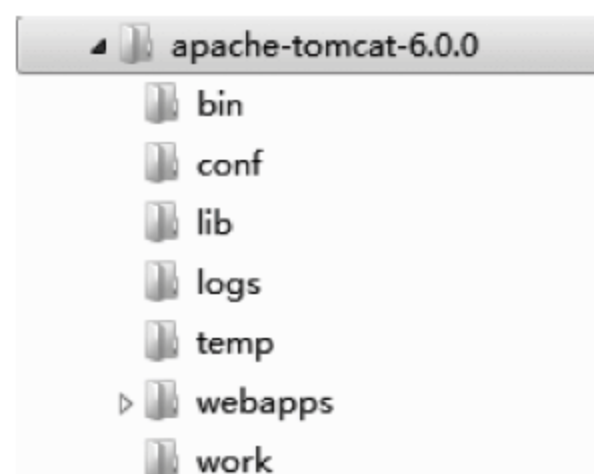 apache-tomcat-6.0.0
bin
conf
lib
logs
temp
webapps
work